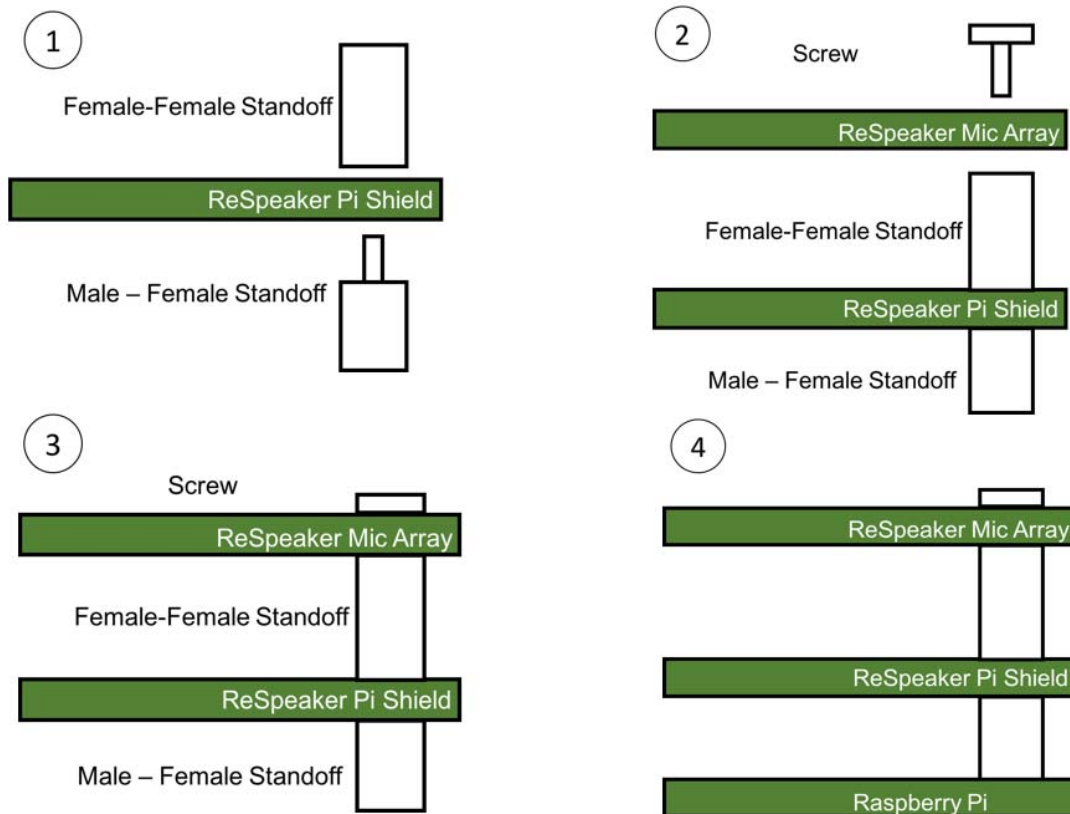 1
Female-Female Standoff
ReSpeaker Pi Shield
Male – Female Standoff
2
Screw
ReSpeaker Mic Array
Female-Female Standoff
ReSpeaker Pi Shield
Male – Female Standoff
3
Screw
ReSpeaker Mic Array
Female-Female Standoff
ReSpeaker Pi Shield
Male – Female Standoff
4
ReSpeaker Mic Array
ReSpeaker Pi Shield
Raspberry Pi